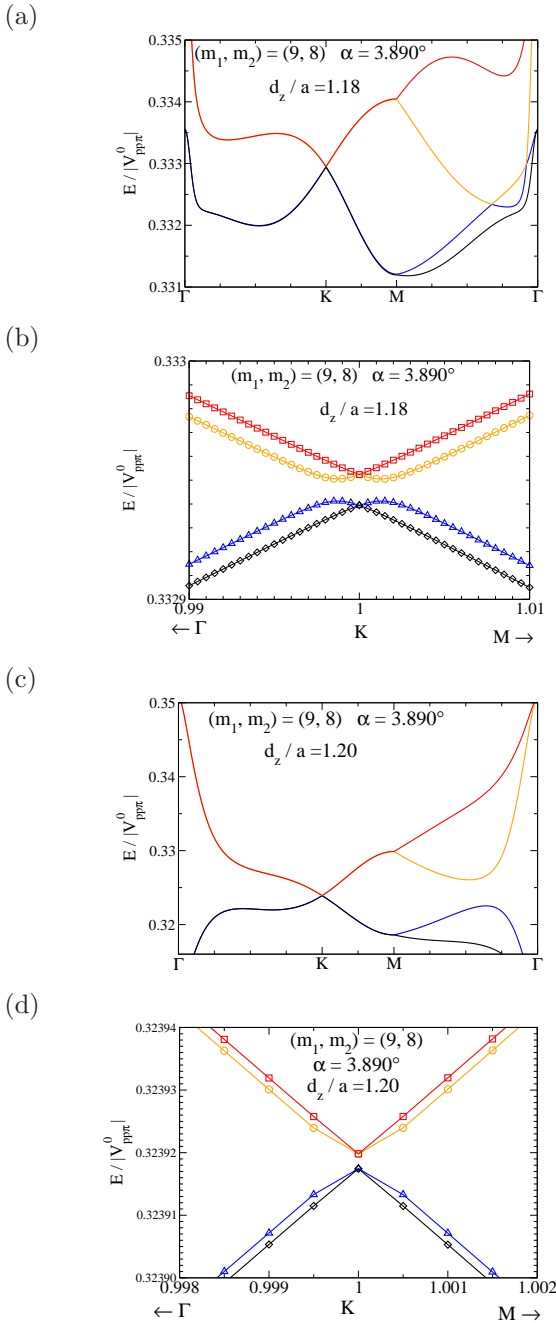 (a)
0.335
(m1, m2) = (9, 8) α = 3.890°
dz / a = 1.18
0.334
0.333
0.332
0.331
E / |V0ppπ|
Γ K M Γ
(b)
0.333
(m1, m2) = (9, 8) α = 3.890°
dz / a = 1.18
E / |V0ppπ|
0.3329
0.99 1 1.01
← Γ K M →
(c)
0.35
(m1, m2) = (9, 8) α = 3.890°
dz / a = 1.20
0.34
0.33
0.32
E / |V0ppπ|
Γ K M Γ
(d)
0.32394
(m1, m2) = (9, 8)
α = 3.890°
dz / a = 1.20
0.32393
0.32392
0.32391
0.32390
E / |V0ppπ|
0.998 0.999 1 1.001 1.002
← Γ K M →